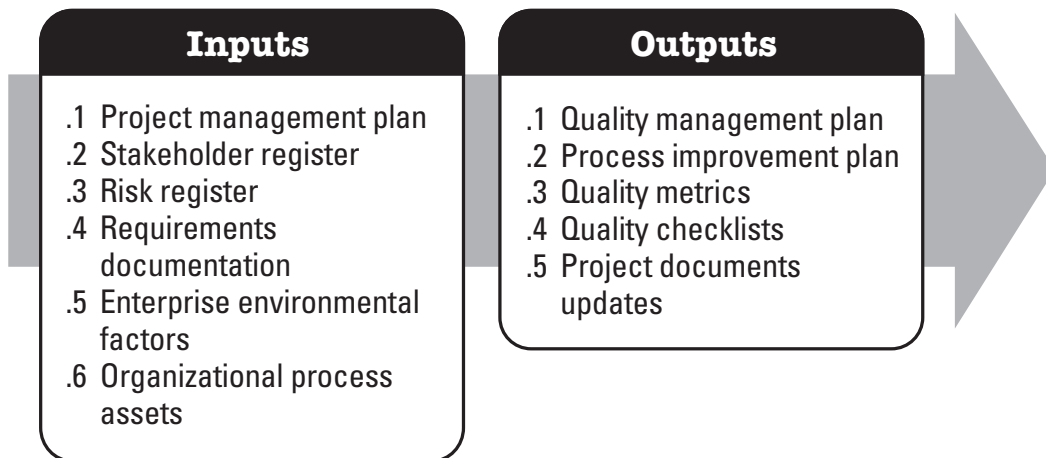 Inputs
.1 Project management plan
.2 Stakeholder register
.3 Risk register
.4 Requirements
documentation
.5 Enterprise environmental
factors
.6 Organizational process
assets
Outputs
.1 Quality management plan
.2 Process improvement plan
.3 Quality metrics
.4 Quality checklists
.5 Project documents
updates